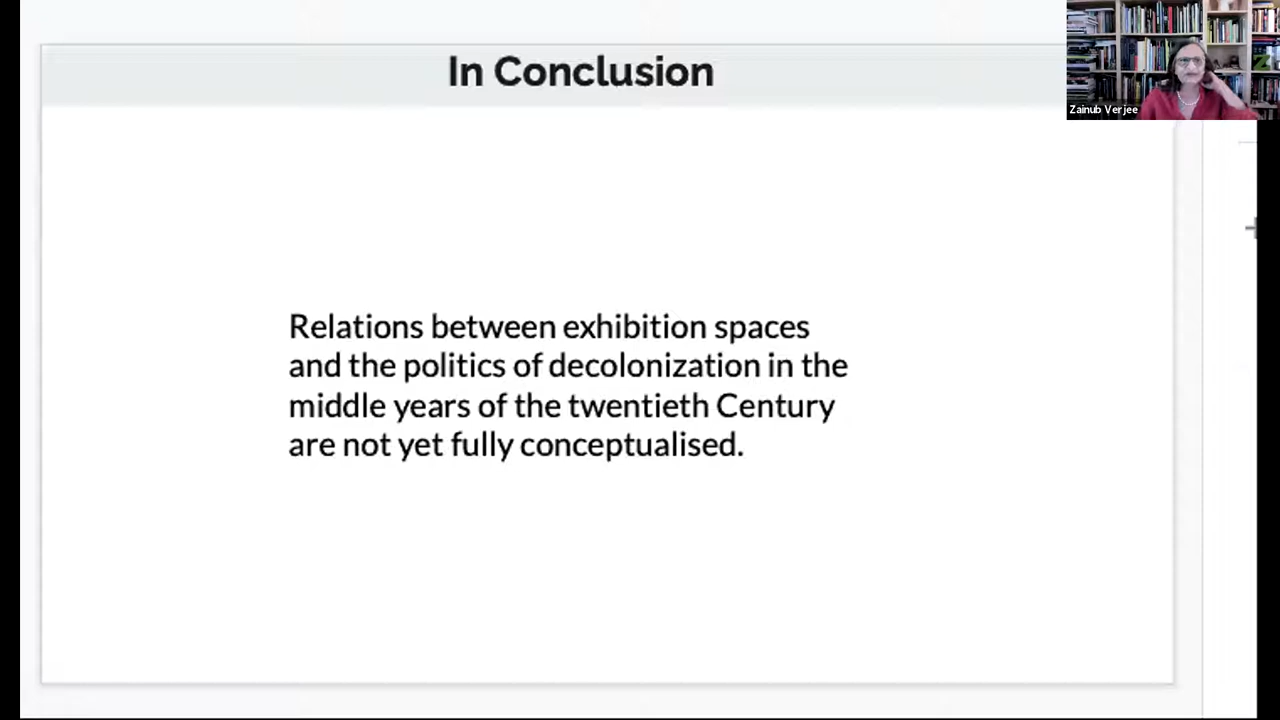 In Conclusion
Zainub Verjee
Relations between exhibition spaces
and the politics of decolonization in the
middle years of the twentieth Century
are not yet fully conceptualised.